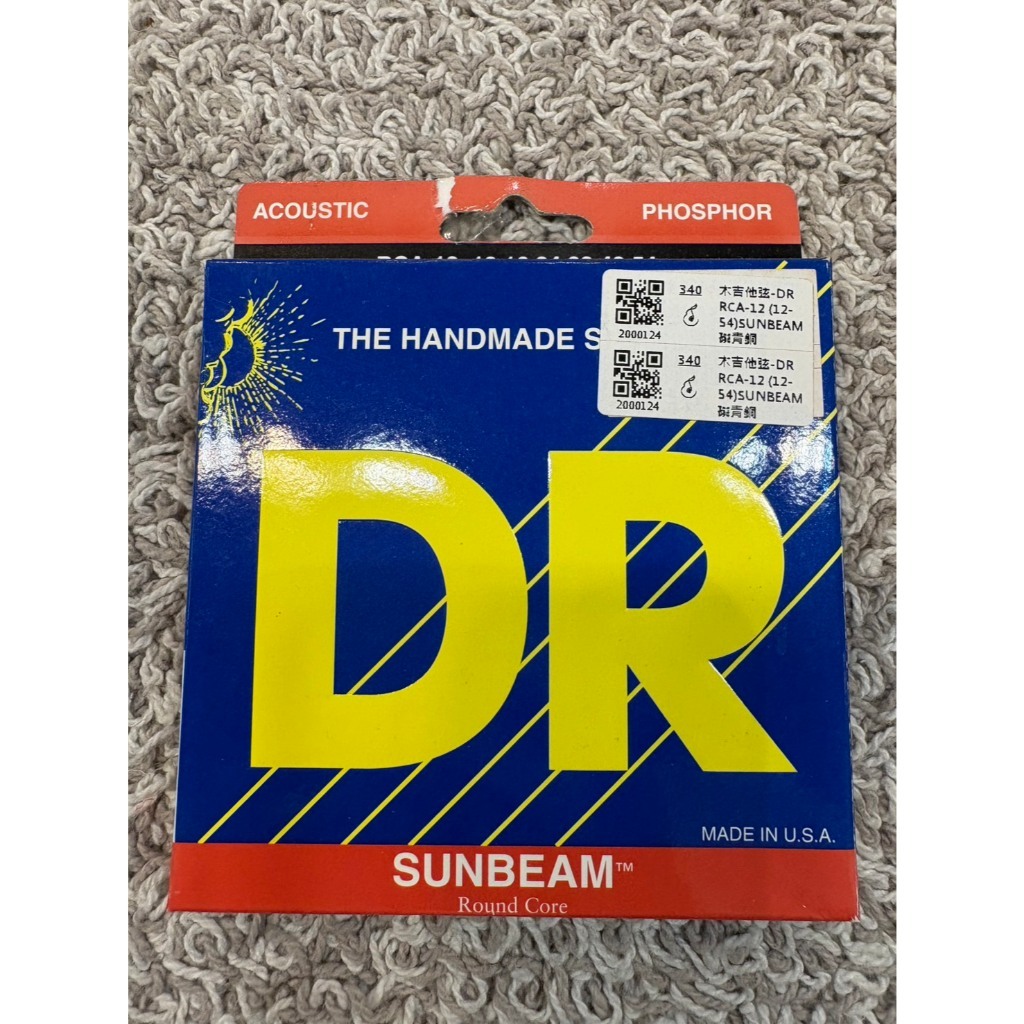 ACOUSTIC
PHOSPHOR
THE HANDMADE
340
木吉他弦-DR
RCA-12 (12-
54)SUNBEAM
磷青銅
2000124
340
木吉他弦-DR
RCA-12 (12-
54)SUNBEAM
磷青銅
2000124
DR
MADE IN U.S.A.
SUNBEAM™
Round Core